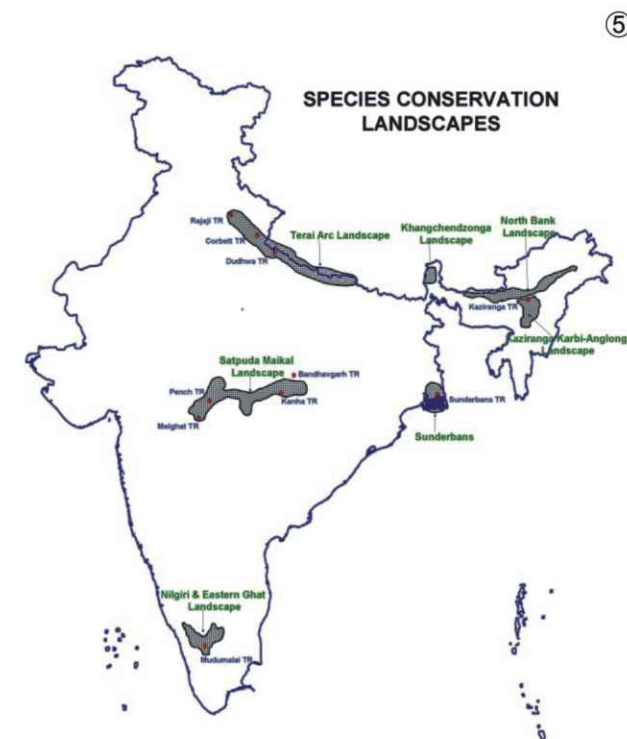 ⑤
SPECIES CONSERVATION
LANDSCAPES
Rajaji TR
Corbett TR
Dudhwa TR
Terai Arc Landscape
Khangchendzonga
Landscape
North Bank
Landscape
Kaziranga TR
Kaziranga Karbi-Anglong
Landscape
Satpuda Maikal
Landscape
Bandhavgarh TR
Pench TR
Kanha TR
Melghat TR
Sunderbans TR
Sunderbans
Nilgiri & Eastern Ghat
Landscape
Mudumalai TR